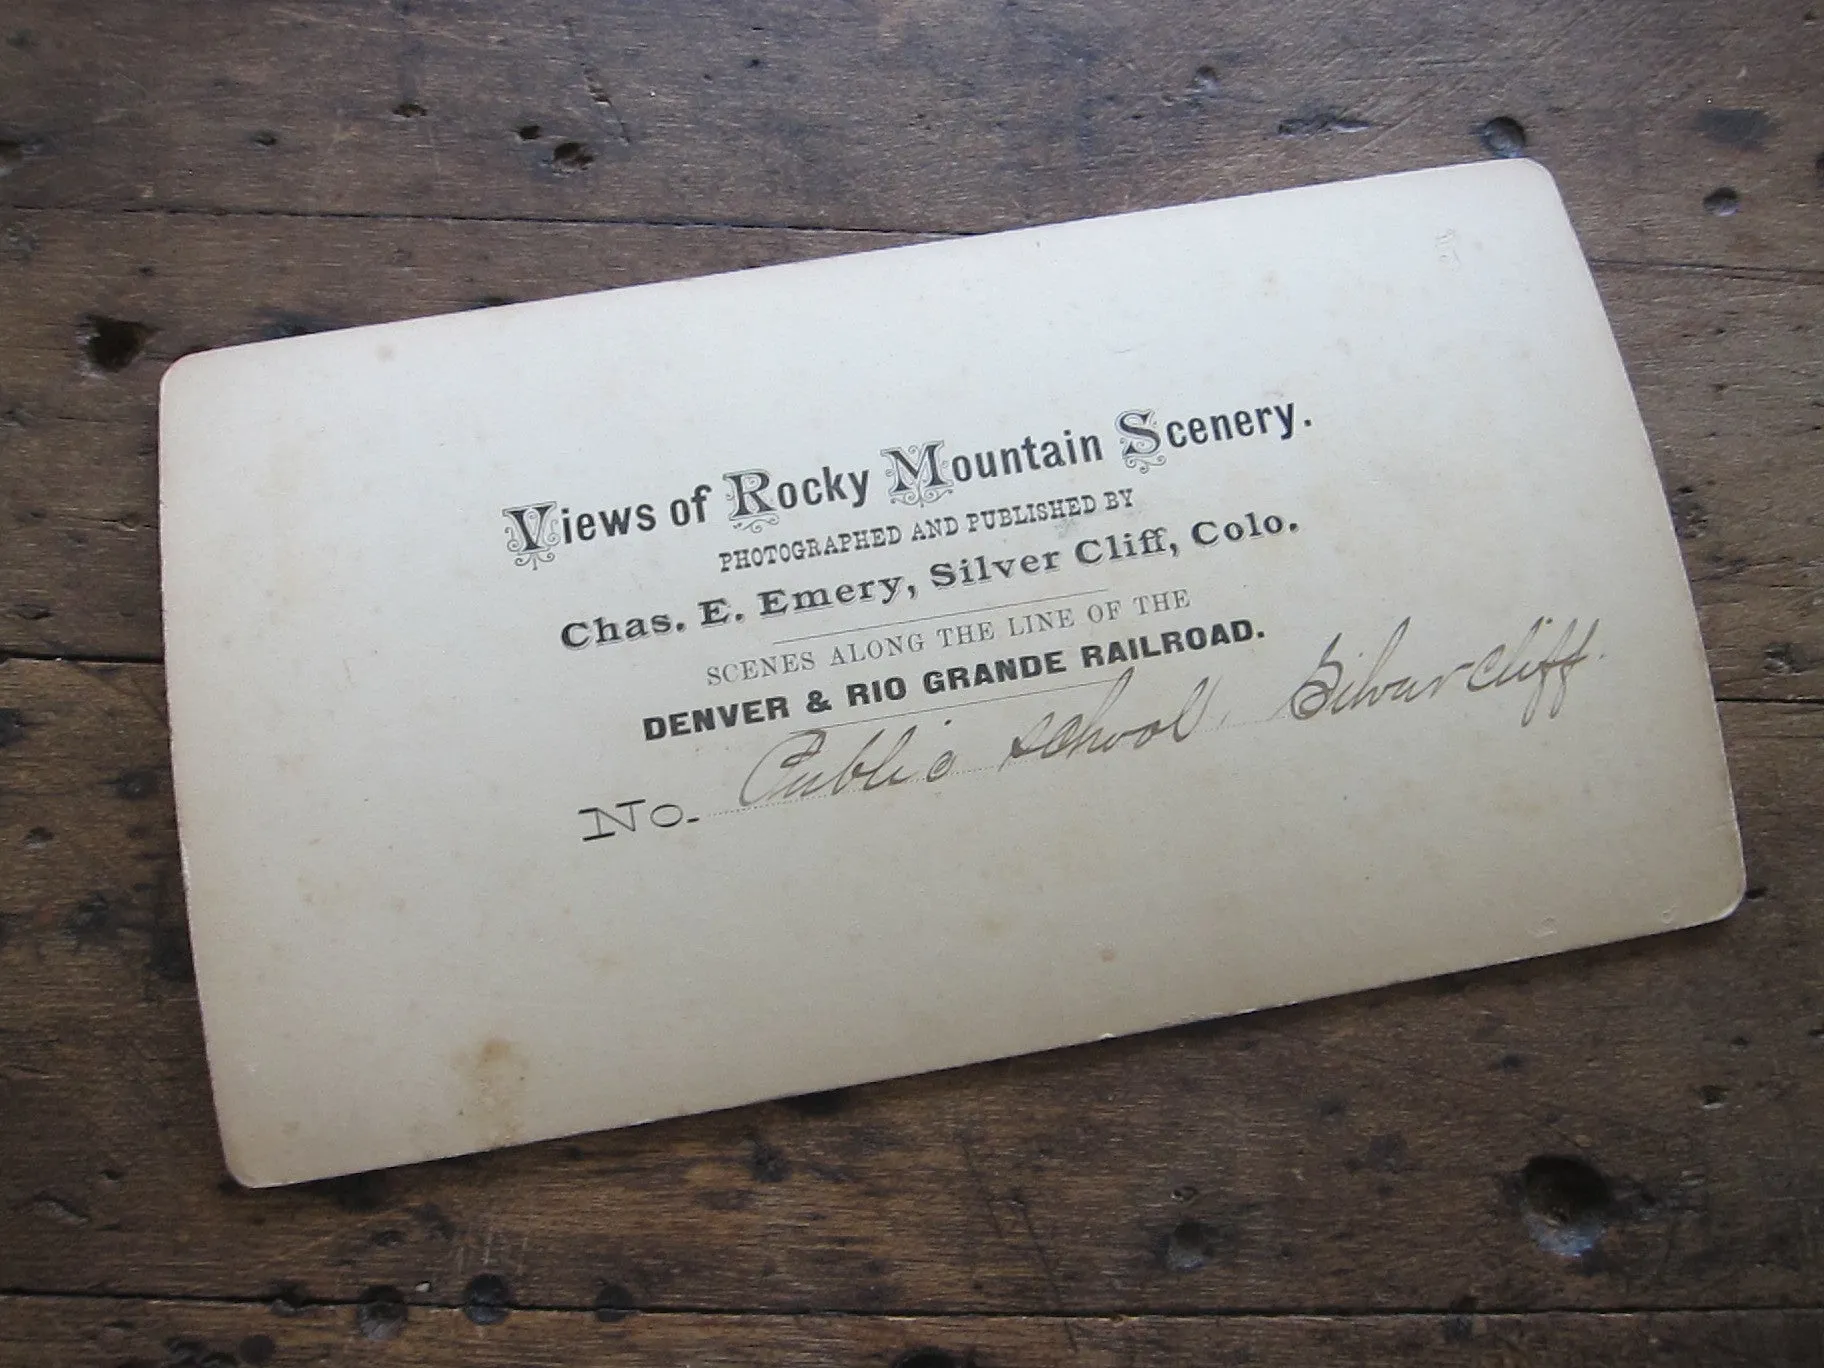 Views of Rocky Mountain Scenery.
PHOTOGRAPHED AND PUBLISHED BY
Chas. E. Emery, Silver Cliff, Colo.
SCENES ALONG THE LINE OF THE
DENVER & RIO GRANDE RAILROAD.
No. Public school, Silver Cliff.